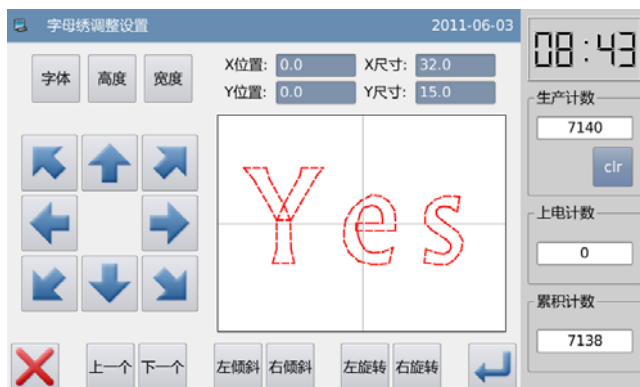 字母绣调整设置 2011-06-03
08:43
字体 高度 宽度
X位置: 0.0 X尺寸: 32.0
Y位置: 0.0 Y尺寸: 15.0
生产计数
7140
clr
Yes
上电计数
0
累积计数
7138
上一个 下一个 左倾斜 右倾斜 左旋转 右旋转